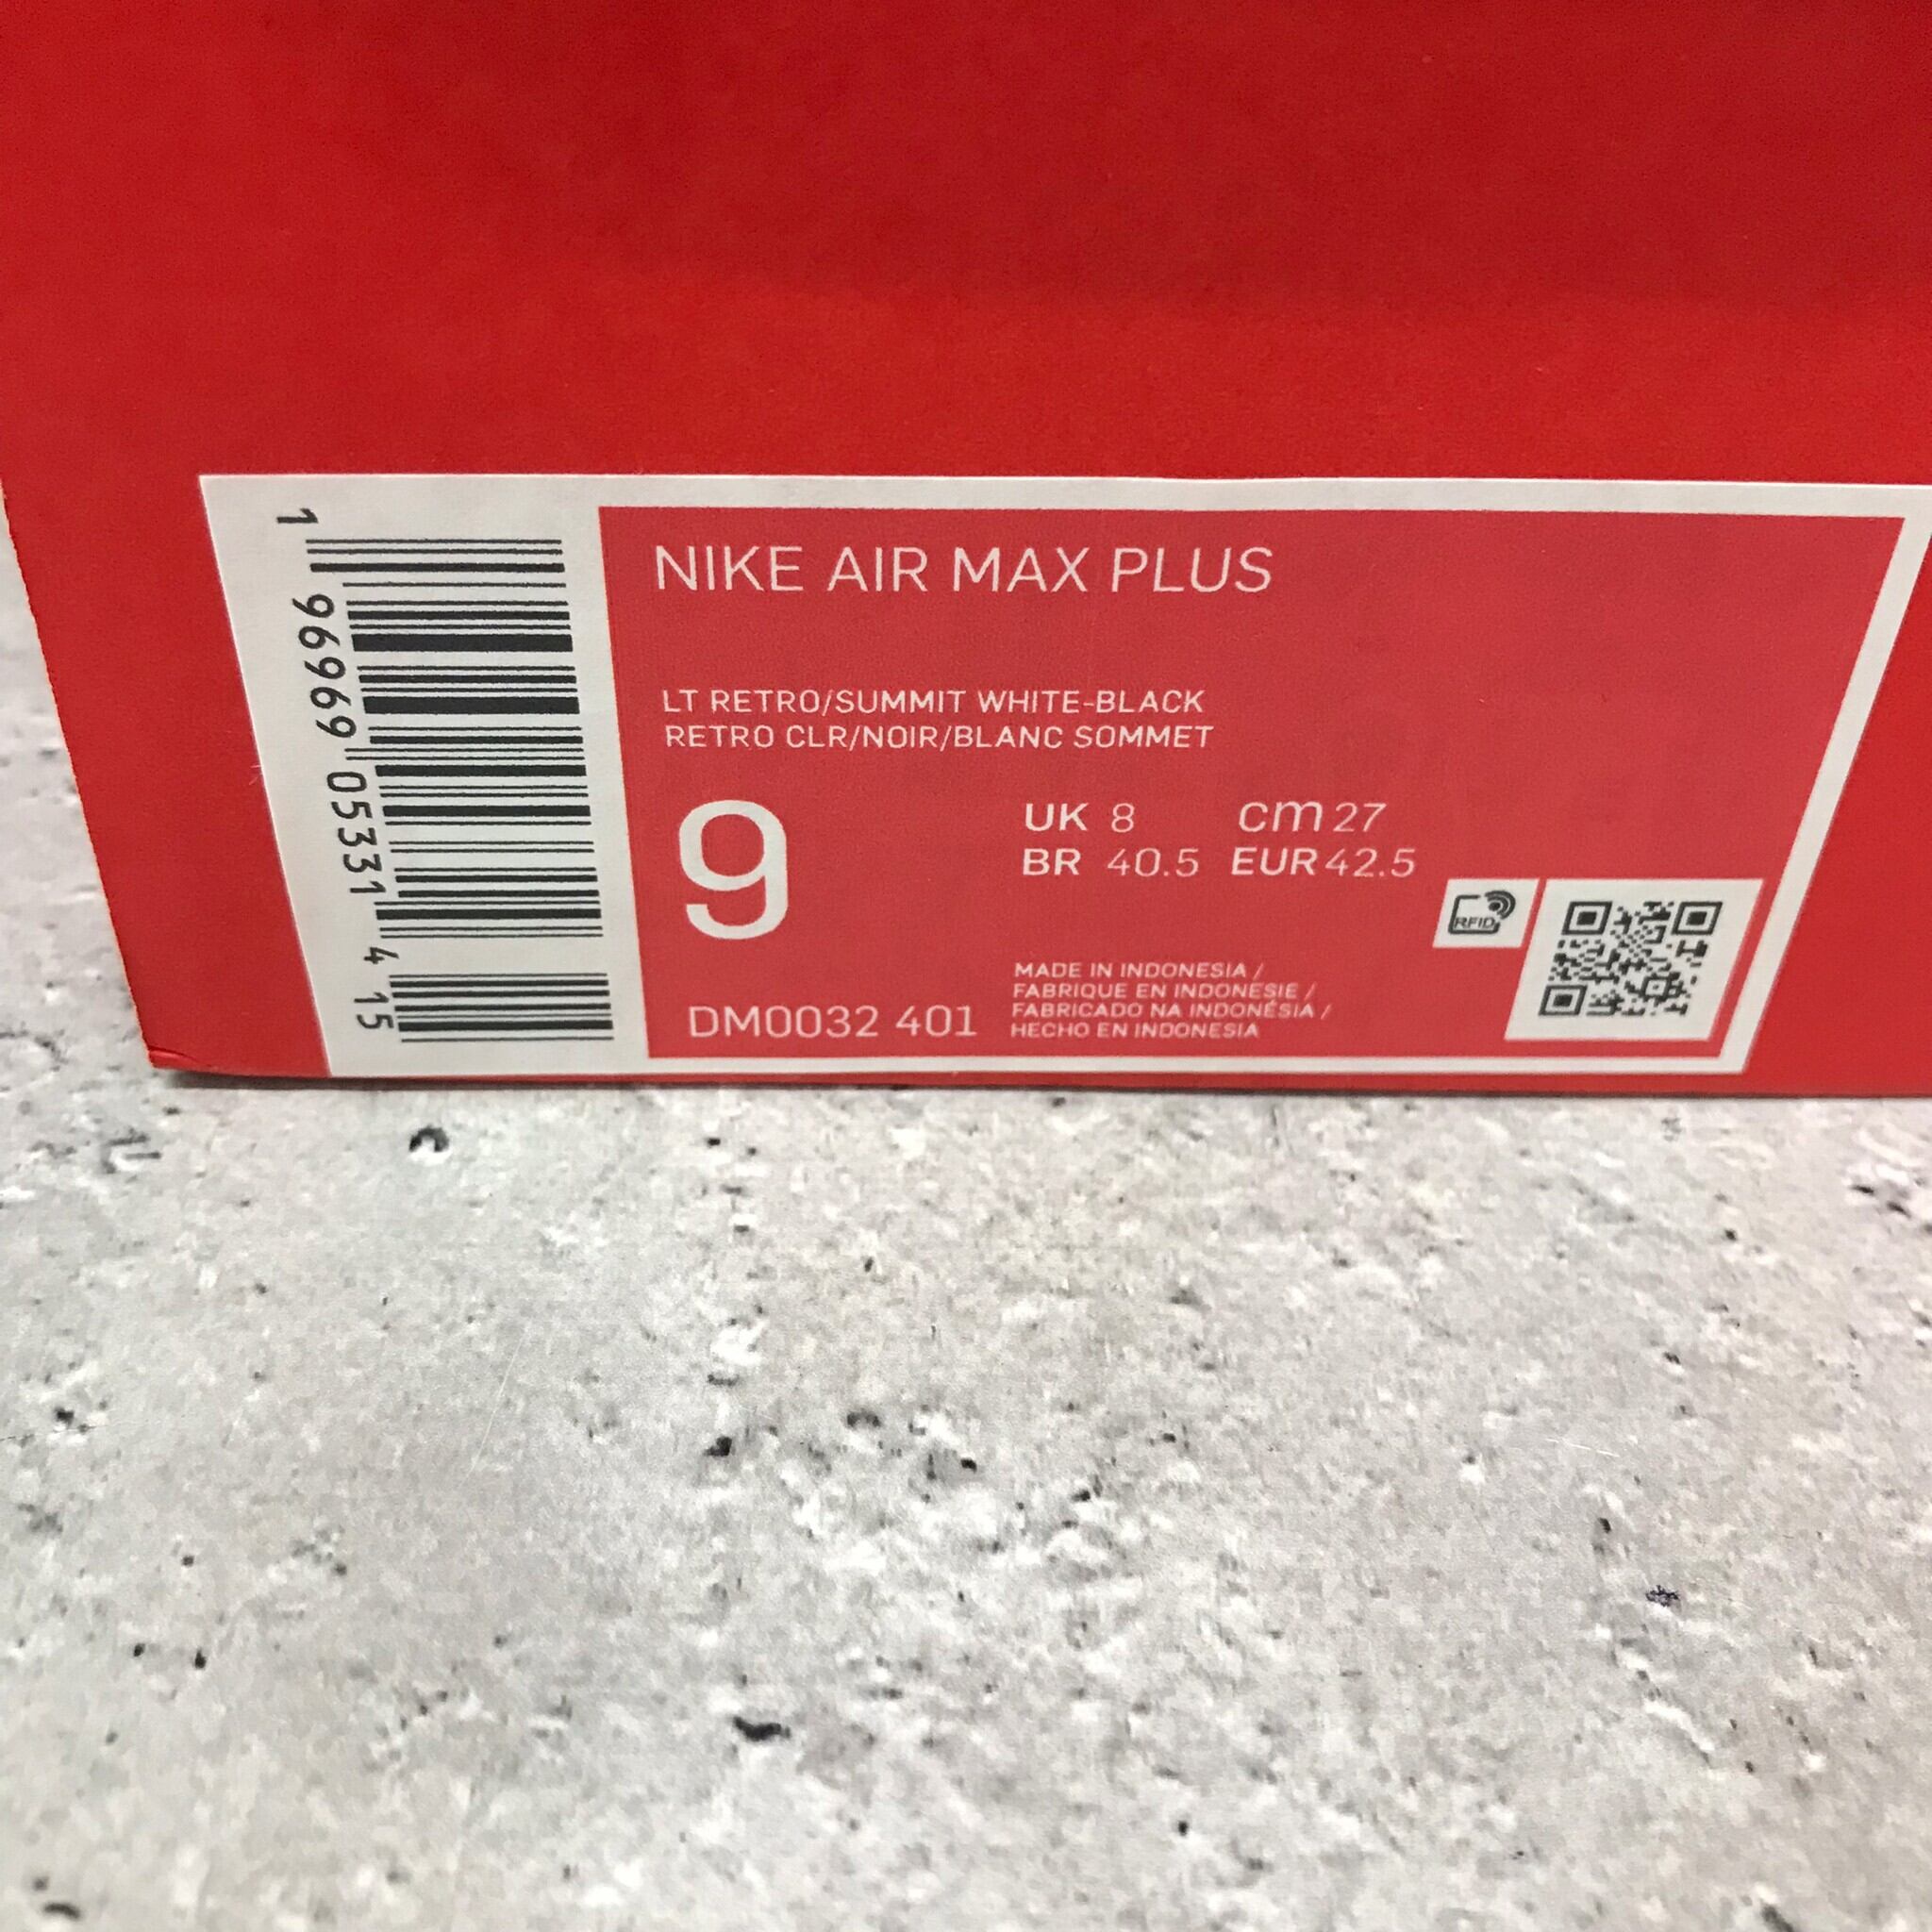 NIKE AIR MAX PLUS
LT RETRO/SUMMIT WHITE-BLACK
RETRO CLR/NOIR/BLANC SOMMET
9
UK 8 cm 27
BR 40.5 EUR 42.5
RFID
DM0032 401
MADE IN INDONESIA /
FABRIQUE EN INDONESIE /
FABRICADO NA INDONÉSIA /
HECHO EN INDONESIA
1 96969 05331 4 15